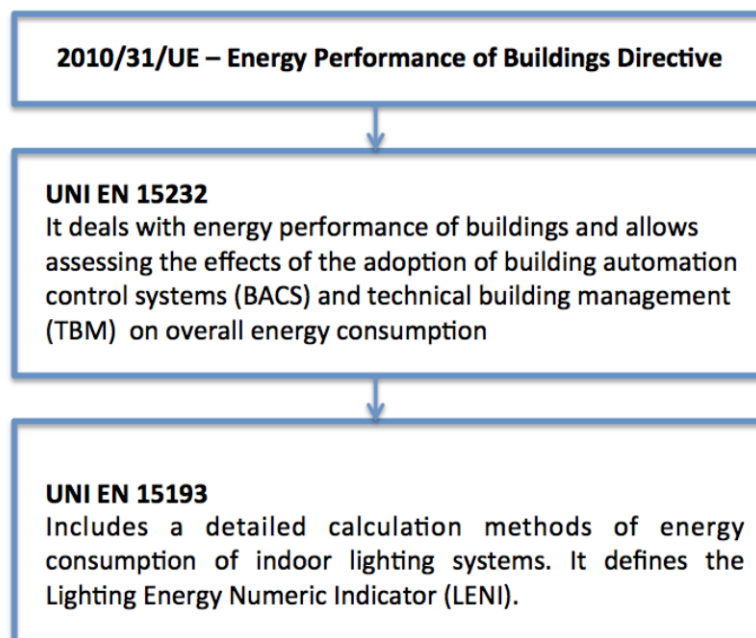 2010/31/UE – Energy Performance of Buildings Directive
UNI EN 15232
It deals with energy performance of buildings and allows
assessing the effects of the adoption of building automation
control systems (BACS) and technical building management
(TBM) on overall energy consumption
UNI EN 15193
Includes a detailed calculation methods of energy
consumption of indoor lighting systems. It defines the
Lighting Energy Numeric Indicator (LENI).